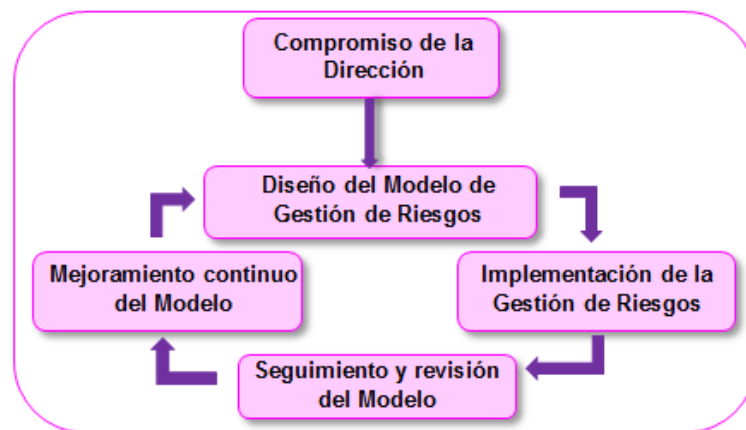 Compromiso de la
Dirección
Diseño del Modelo de
Gestión de Riesgos
Mejoramiento continuo
del Modelo
Implementación de la
Gestión de Riesgos
Seguimiento y revisión
del Modelo